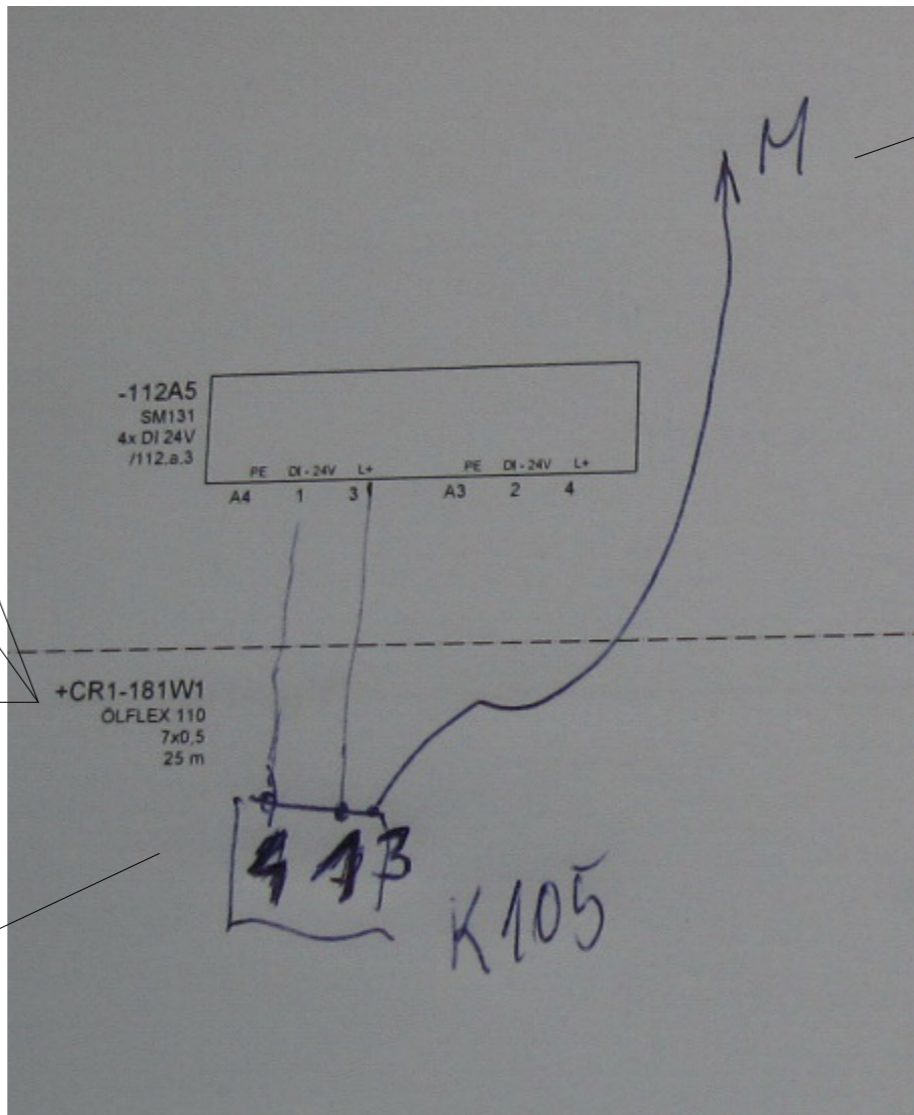 M
-112A5
SM131
4x DI 24V
/112.a.3
PE DI - 24V L+ PE DI - 24V L+
A4 1 3 A3 2 4
+CR1-181W1
ÖLFLEX 110
7x0,5
25 m
4 1 3
K105